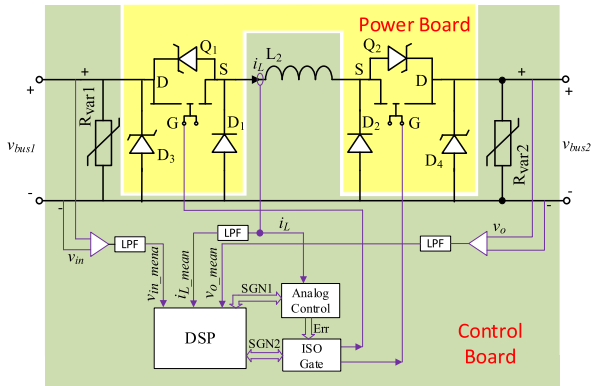 Power Board
Q1
Q2
iL
L2
S
S
D
D
G
G
+
+
+
+
Rvar1
Rvar2
D3
D1
D2
D4
vbus1
vbus2
-
-
-
-
vin
LPF
LPF
iL
LPF
vo
vin_mena
iL_mean
vo_mean
SGN1
Analog
Control
Err
DSP
SGN2
ISO
Gate
Control
Board